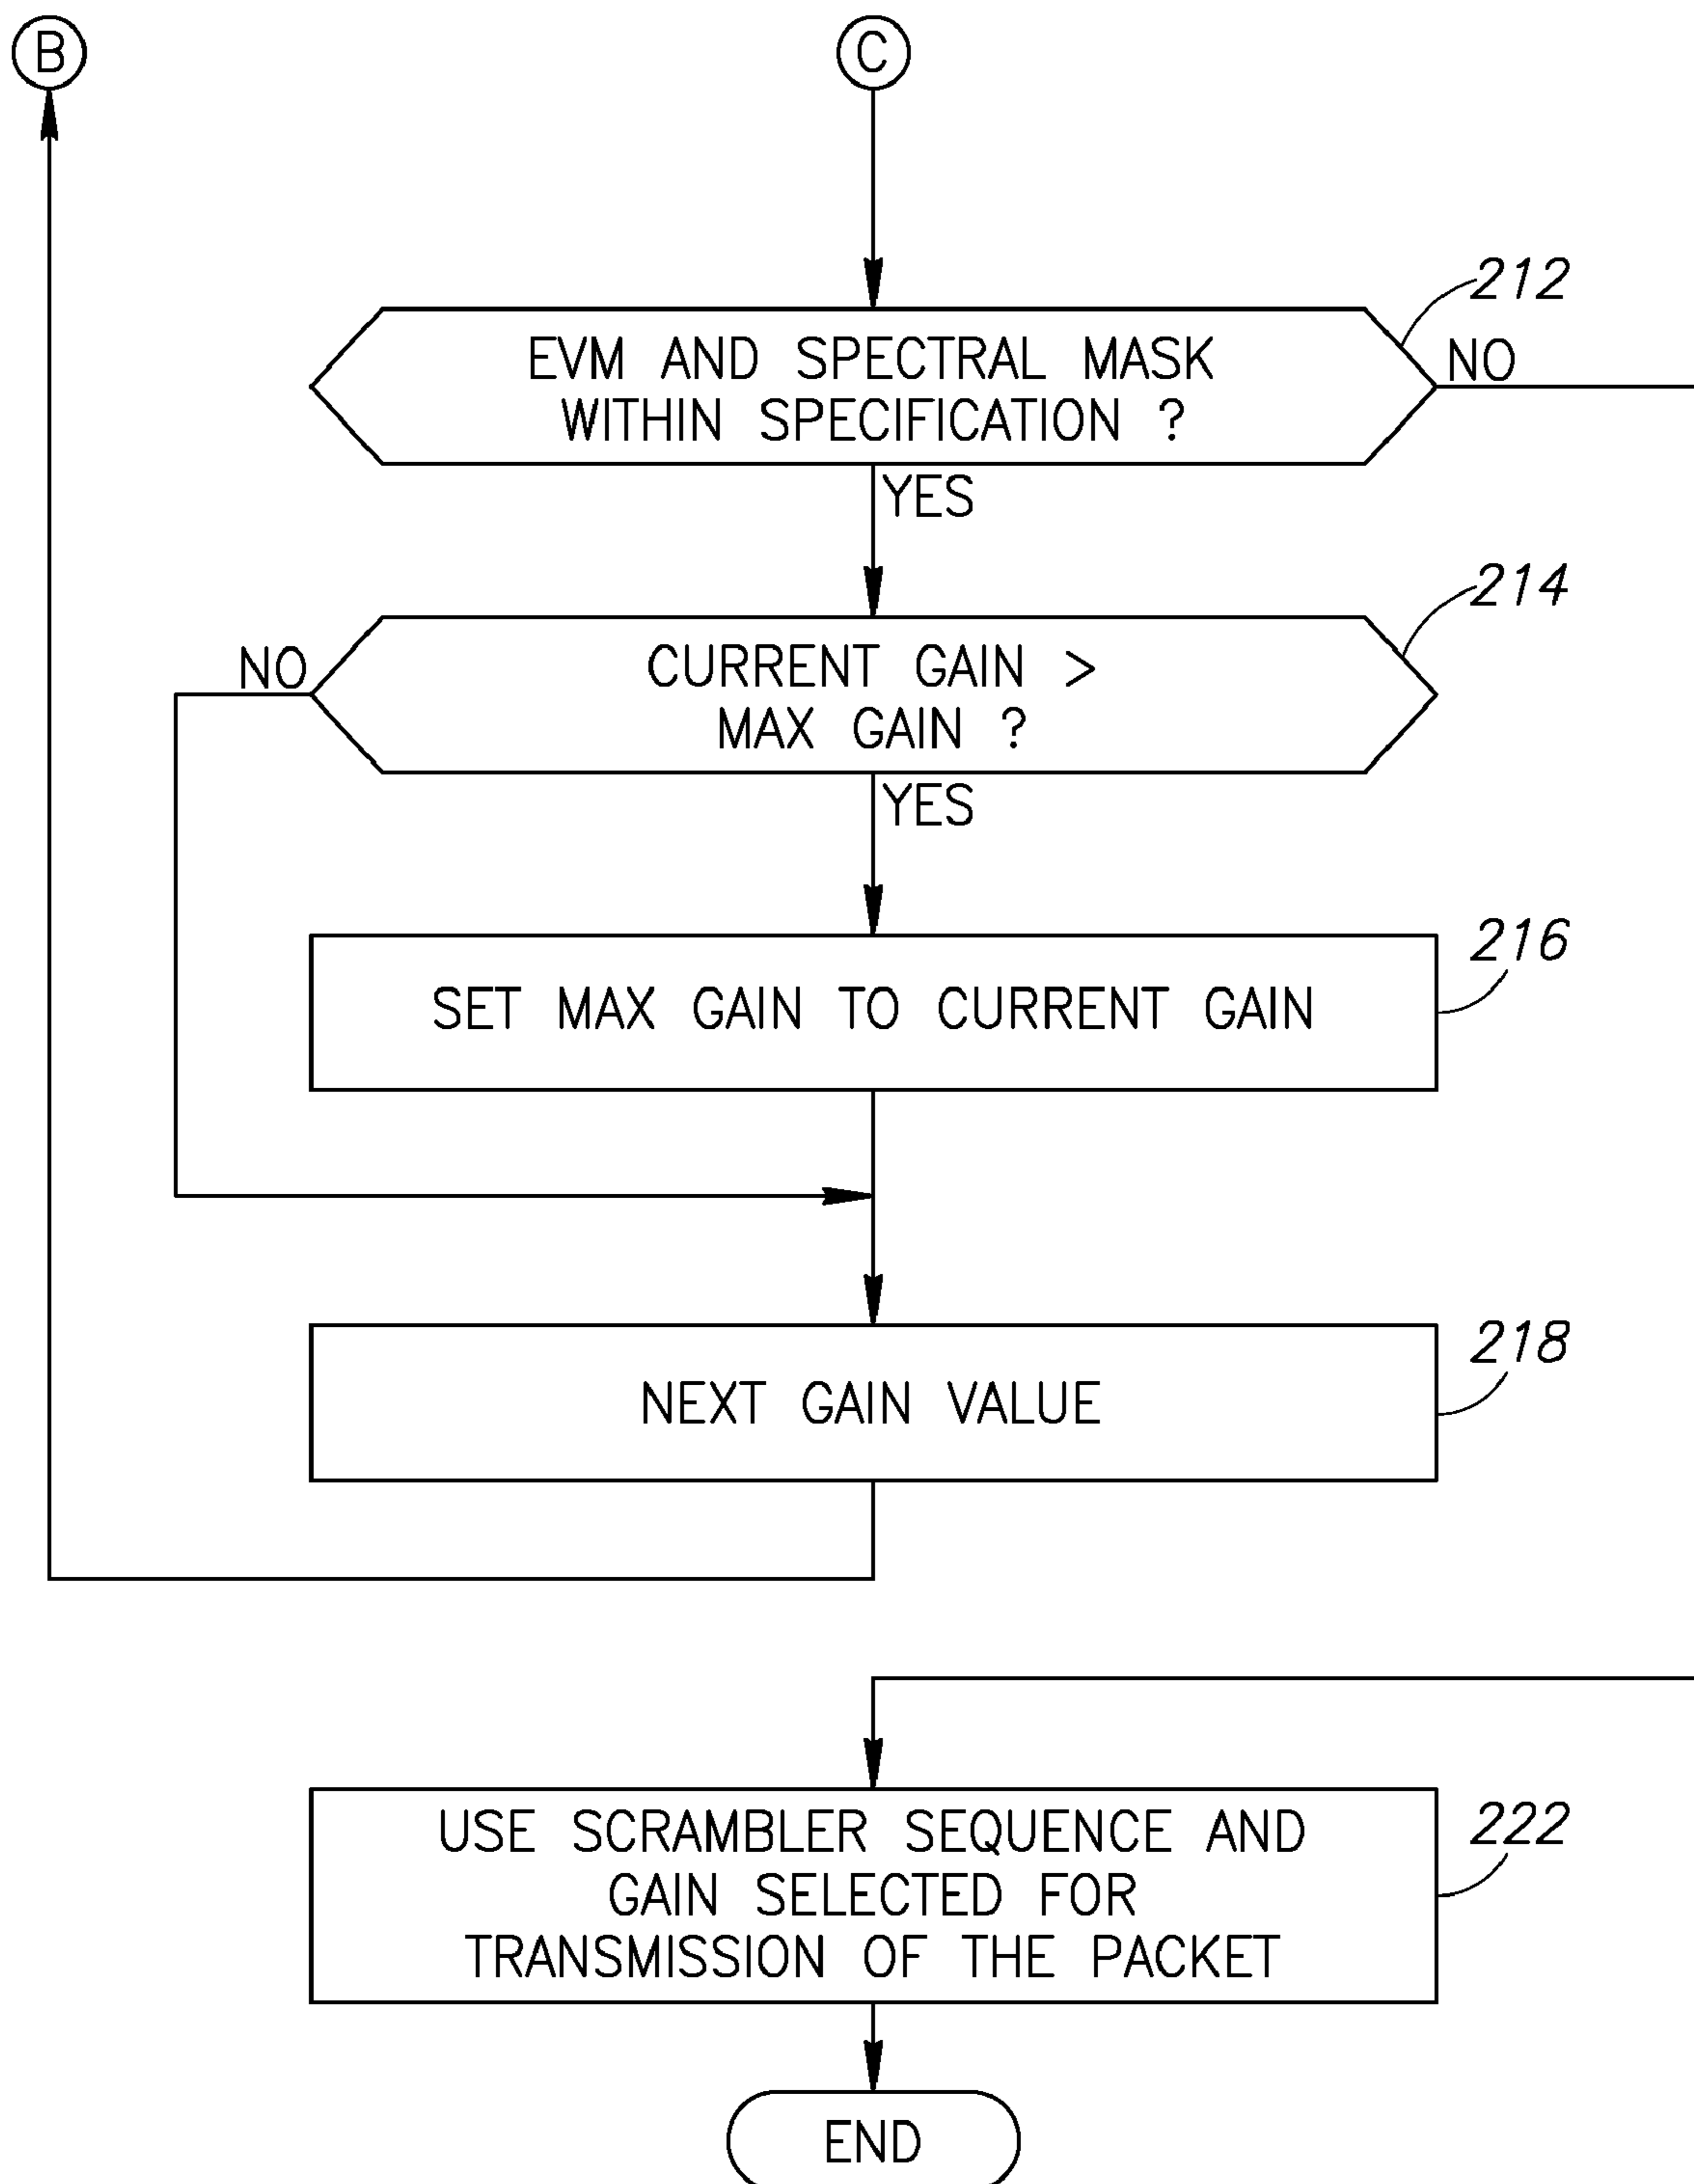 B
C
212
EVM AND SPECTRAL MASK
WITHIN SPECIFICATION ?
NO
YES
214
NO
CURRENT GAIN >
MAX GAIN ?
YES
216
SET MAX GAIN TO CURRENT GAIN
218
NEXT GAIN VALUE
222
USE SCRAMBLER SEQUENCE AND
GAIN SELECTED FOR
TRANSMISSION OF THE PACKET
END